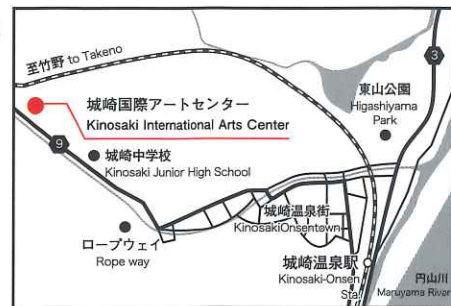 至竹野 to Takeno
3
城崎国際アートセンター
Kinosaki International Arts Center
東山公園
Higashiyama
Park
9
城崎中学校
Kinosaki Junior High School
城崎温泉街
KinosakiOnsentown
ロープウェイ
Rope way
城崎温泉駅
Kinosaki-Onsen
Sta.
円山川
Maruyama River